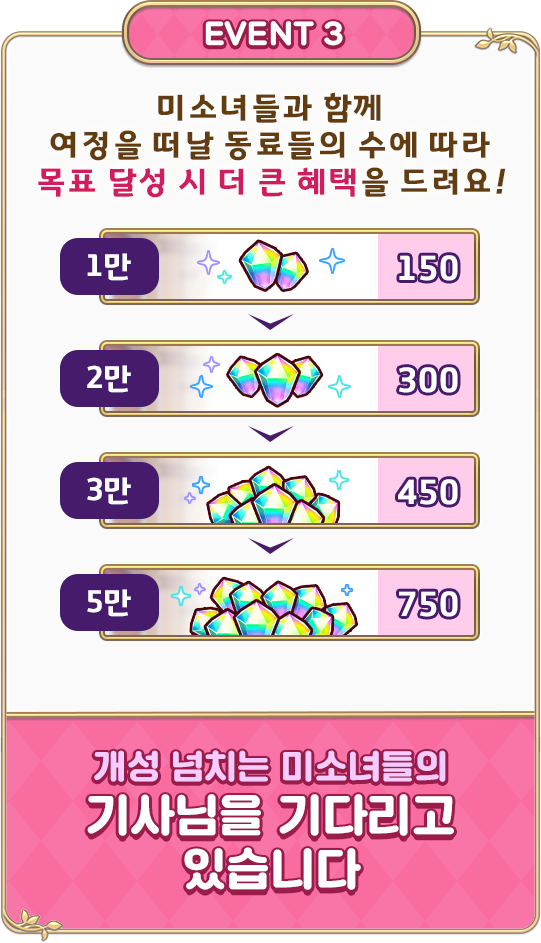 EVENT 3
미소녀들과 함께
여정을 떠날 동료들의 수에 따라
목표 달성 시 더 큰 혜택을 드려요!
1만 150
2만 300
3만 450
5만 750
개성 넘치는 미소녀들의
기사님을 기다리고
있습니다